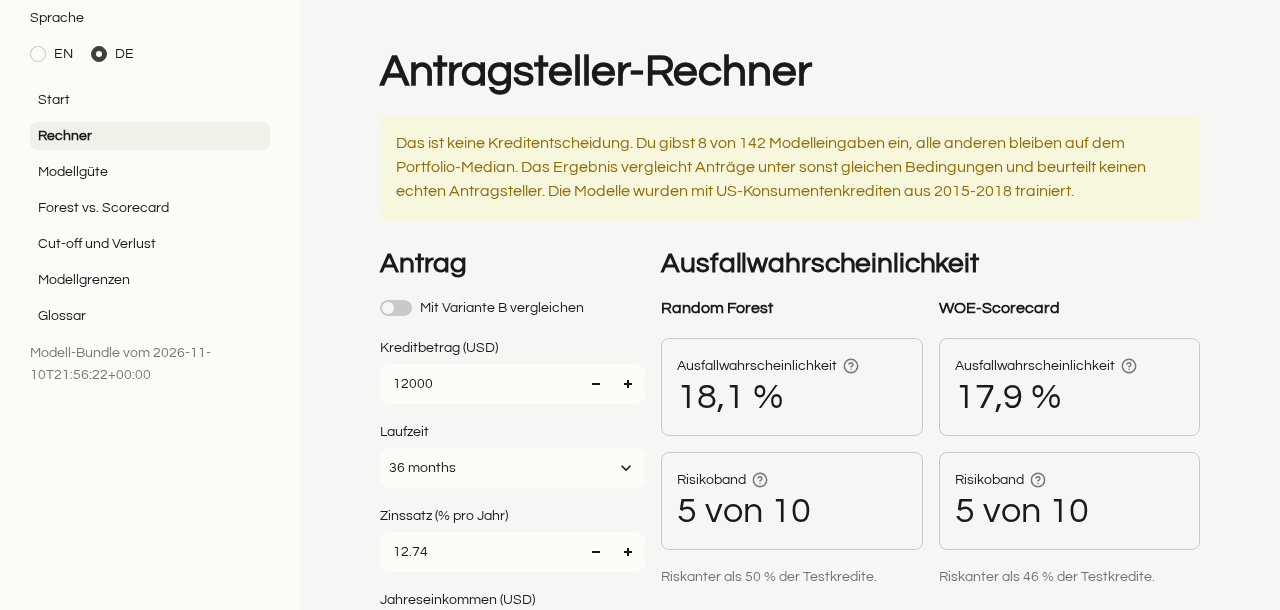 Sprache
EN
DE
Start
Rechner
Modellgüte
Forest vs. Scorecard
Cut-off und Verlust
Modellgrenzen
Glossar
Modell-Bundle vom 2026-11-
10T21:56:22+00:00
Antragsteller-Rechner
Das ist keine Kreditentscheidung. Du gibst 8 von 142 Modelleingaben ein, alle anderen bleiben auf dem
Portfolio-Median. Das Ergebnis vergleicht Anträge unter sonst gleichen Bedingungen und beurteilt keinen
echten Antragsteller. Die Modelle wurden mit US-Konsumentenkrediten aus 2015-2018 trainiert.
Antrag
Mit Variante B vergleichen
Kreditbetrag (USD)
12000
Laufzeit
36 months
Zinssatz (% pro Jahr)
12.74
Jahreseinkommen (USD)
Ausfallwahrscheinlichkeit
Random Forest
Ausfallwahrscheinlichkeit
18,1 %
Risikoband
5 von 10
Riskanter als 50 % der Testkredite.
WOE-Scorecard
Ausfallwahrscheinlichkeit
17,9 %
Risikoband
5 von 10
Riskanter als 46 % der Testkredite.